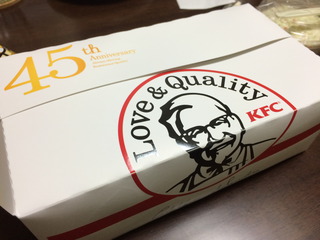 45th
Anniversary
Love & Quality
KFC